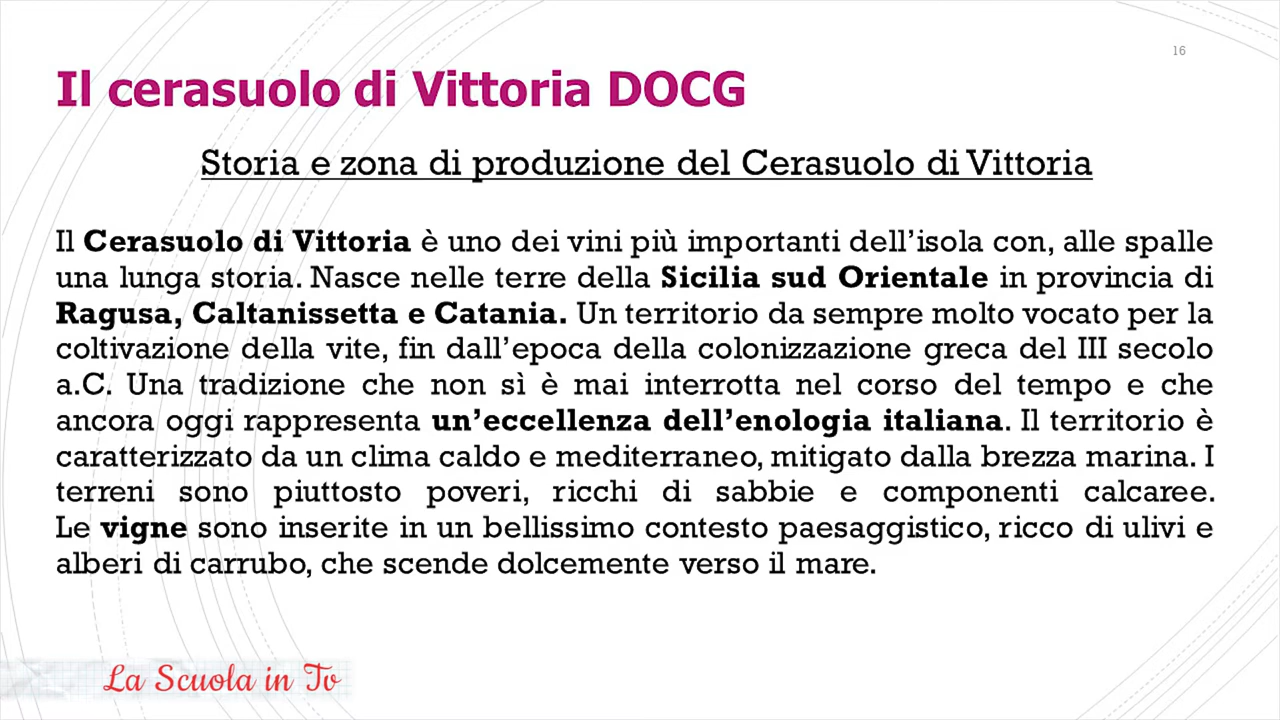 16
Il cerasuolo di Vittoria DOCG
Storia e zona di produzione del Cerasuolo di Vittoria
Il Cerasuolo di Vittoria è uno dei vini più importanti dell’isola con, alle spalle
una lunga storia. Nasce nelle terre della Sicilia sud Orientale in provincia di
Ragusa, Caltanissetta e Catania. Un territorio da sempre molto vocato per la
coltivazione della vite, fin dall’epoca della colonizzazione greca del III secolo
a.C. Una tradizione che non sì è mai interrotta nel corso del tempo e che
ancora oggi rappresenta un’eccellenza dell’enologia italiana. Il territorio è
caratterizzato da un clima caldo e mediterraneo, mitigato dalla brezza marina. I
terreni sono piuttosto poveri, ricchi di sabbie e componenti calcaree.
Le vigne sono inserite in un bellissimo contesto paesaggistico, ricco di ulivi e
alberi di carrubo, che scende dolcemente verso il mare.
La Scuola in Tv